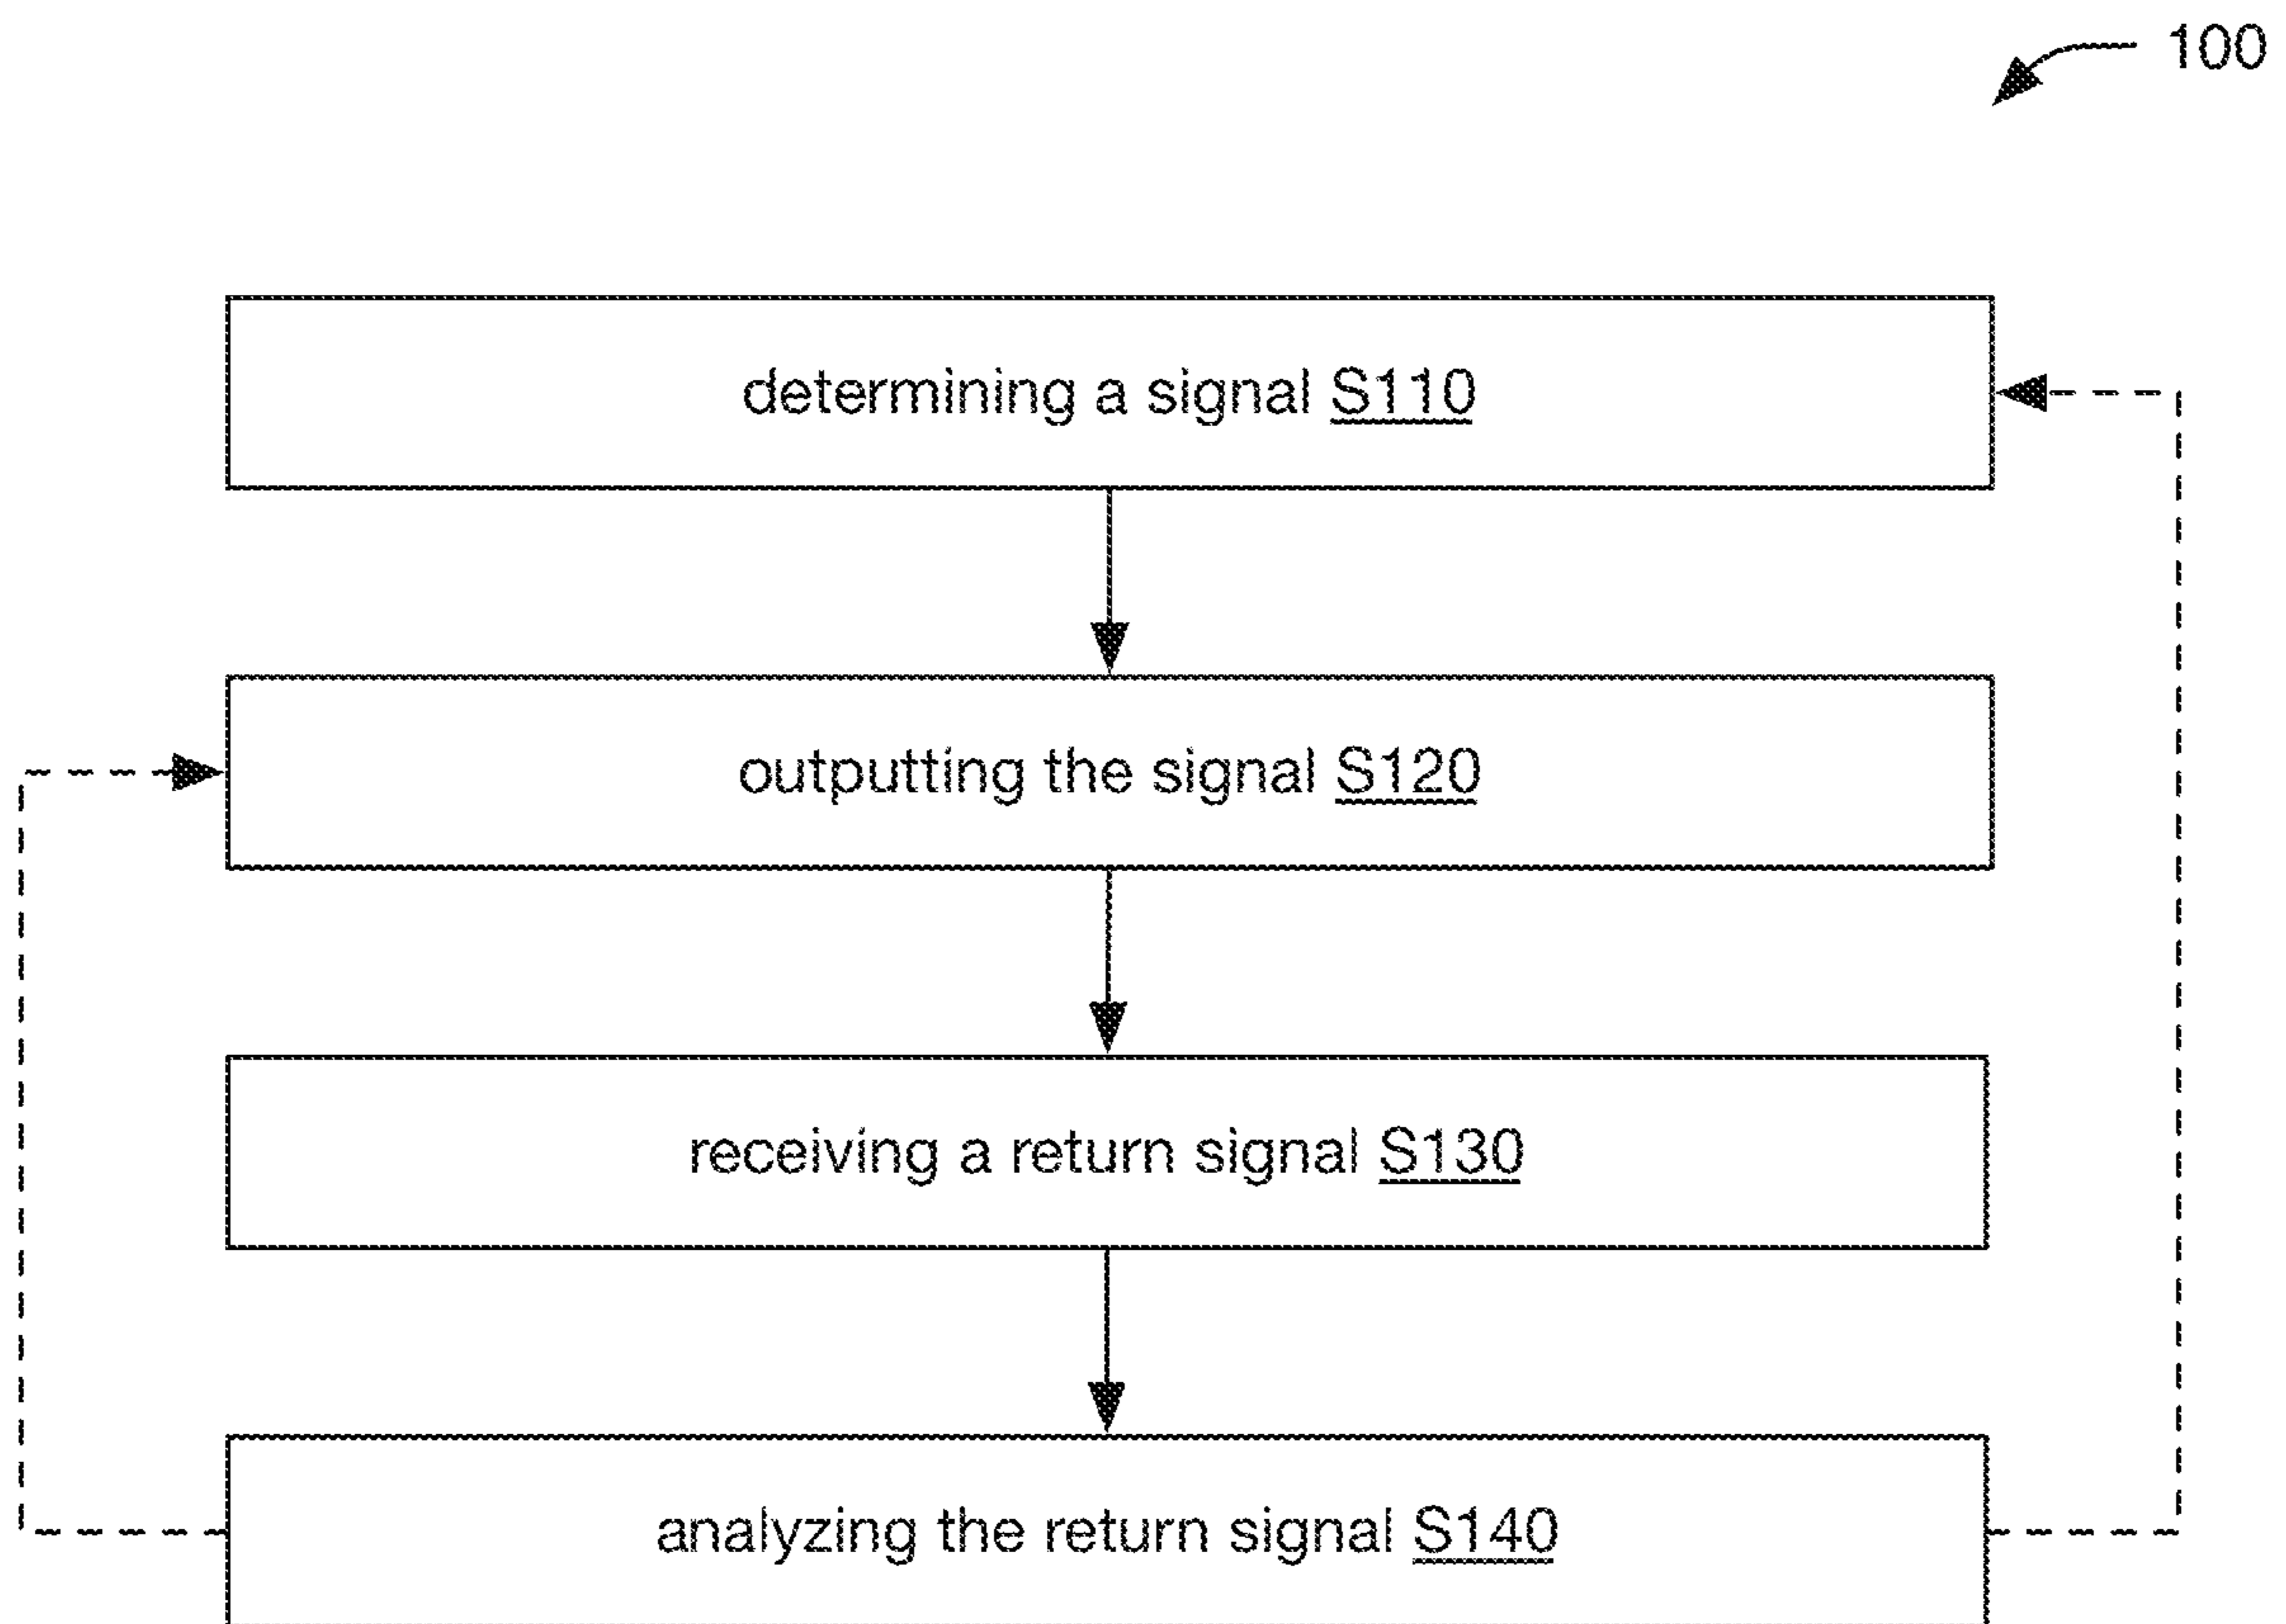 100
determining a signal S110
outputting the signal S120
receiving a return signal S130
analyzing the return signal S140